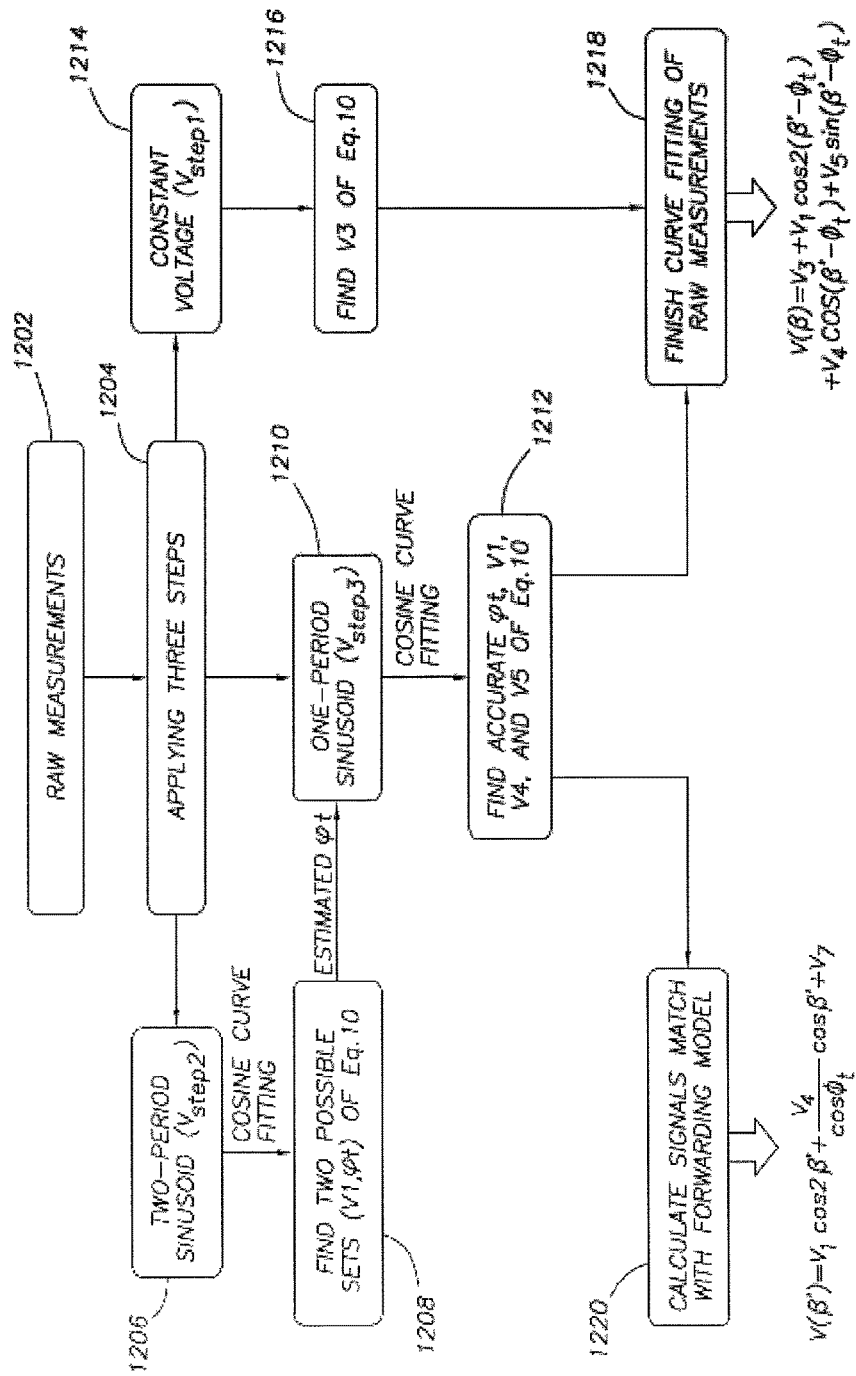 1202
RAW MEASUREMENTS
1204
APPLYING THREE STEPS
1206
TWO-PERIOD
SINUSOID (Vstep2)
COSINE CURVE
FITTING
1208
FIND TWO POSSIBLE
SETS (V1,φt) OF Eq.10
ESTIMATED φt
1210
ONE-PERIOD
SINUSOID (Vstep3)
COSINE CURVE
FITTING
1212
FIND ACCURATE φt, V1,
V4, AND V5 OF Eq.10
1214
CONSTANT
VOLTAGE (Vstep1)
1216
FIND V3 OF Eq.10
1218
FINISH CURVE FITTING OF
RAW MEASUREMENTS
V(β)=V₃+V₁ cos2(β'-ϕₜ)
+V₄ COS(β'-ϕₜ)+V₅ sin(β'-ϕₜ)
1220
CALCULATE SIGNALS MATCH
WITH FORWARDING MODEL
V(β')=V₁ cos2β'+ V₄/cosϕₜ cosβ'+V₇